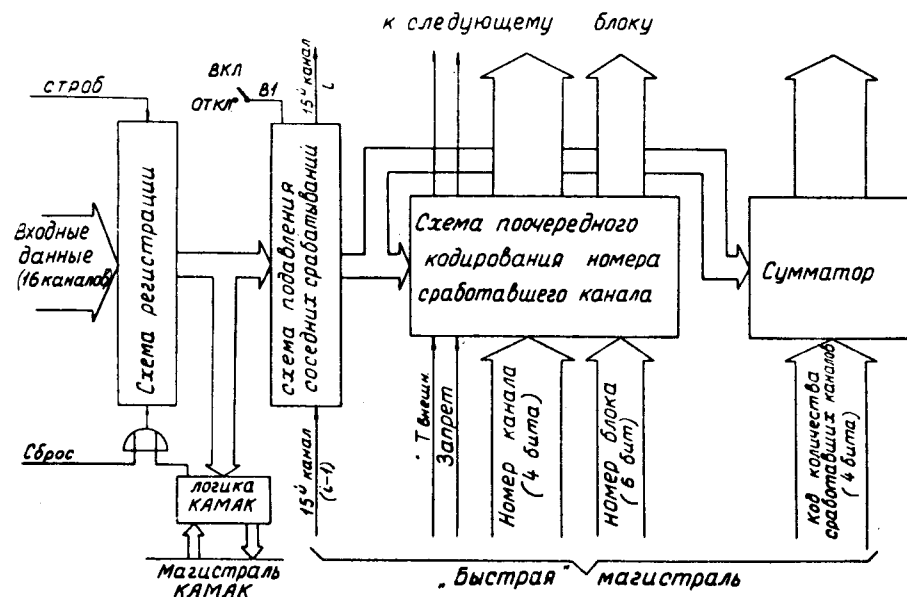 к следующему блоку
вкл
откл
В1
15й канал
i
строб
Входные
данные
(16 каналов)
Схема регистрации
схема подавления
соседних срабатываний
Схема поочередного
кодирования номера
сработавшего канала
Сумматор
Сброс
логика
КАМАК
Магистраль
КАМАК
15й канал
(i-1)
Т внешн.
Запрет
Номер канала
(4 бита)
Номер блока
(6 бит)
Код количества
сработавших каналов
(4 бита)
„Быстрая" магистраль